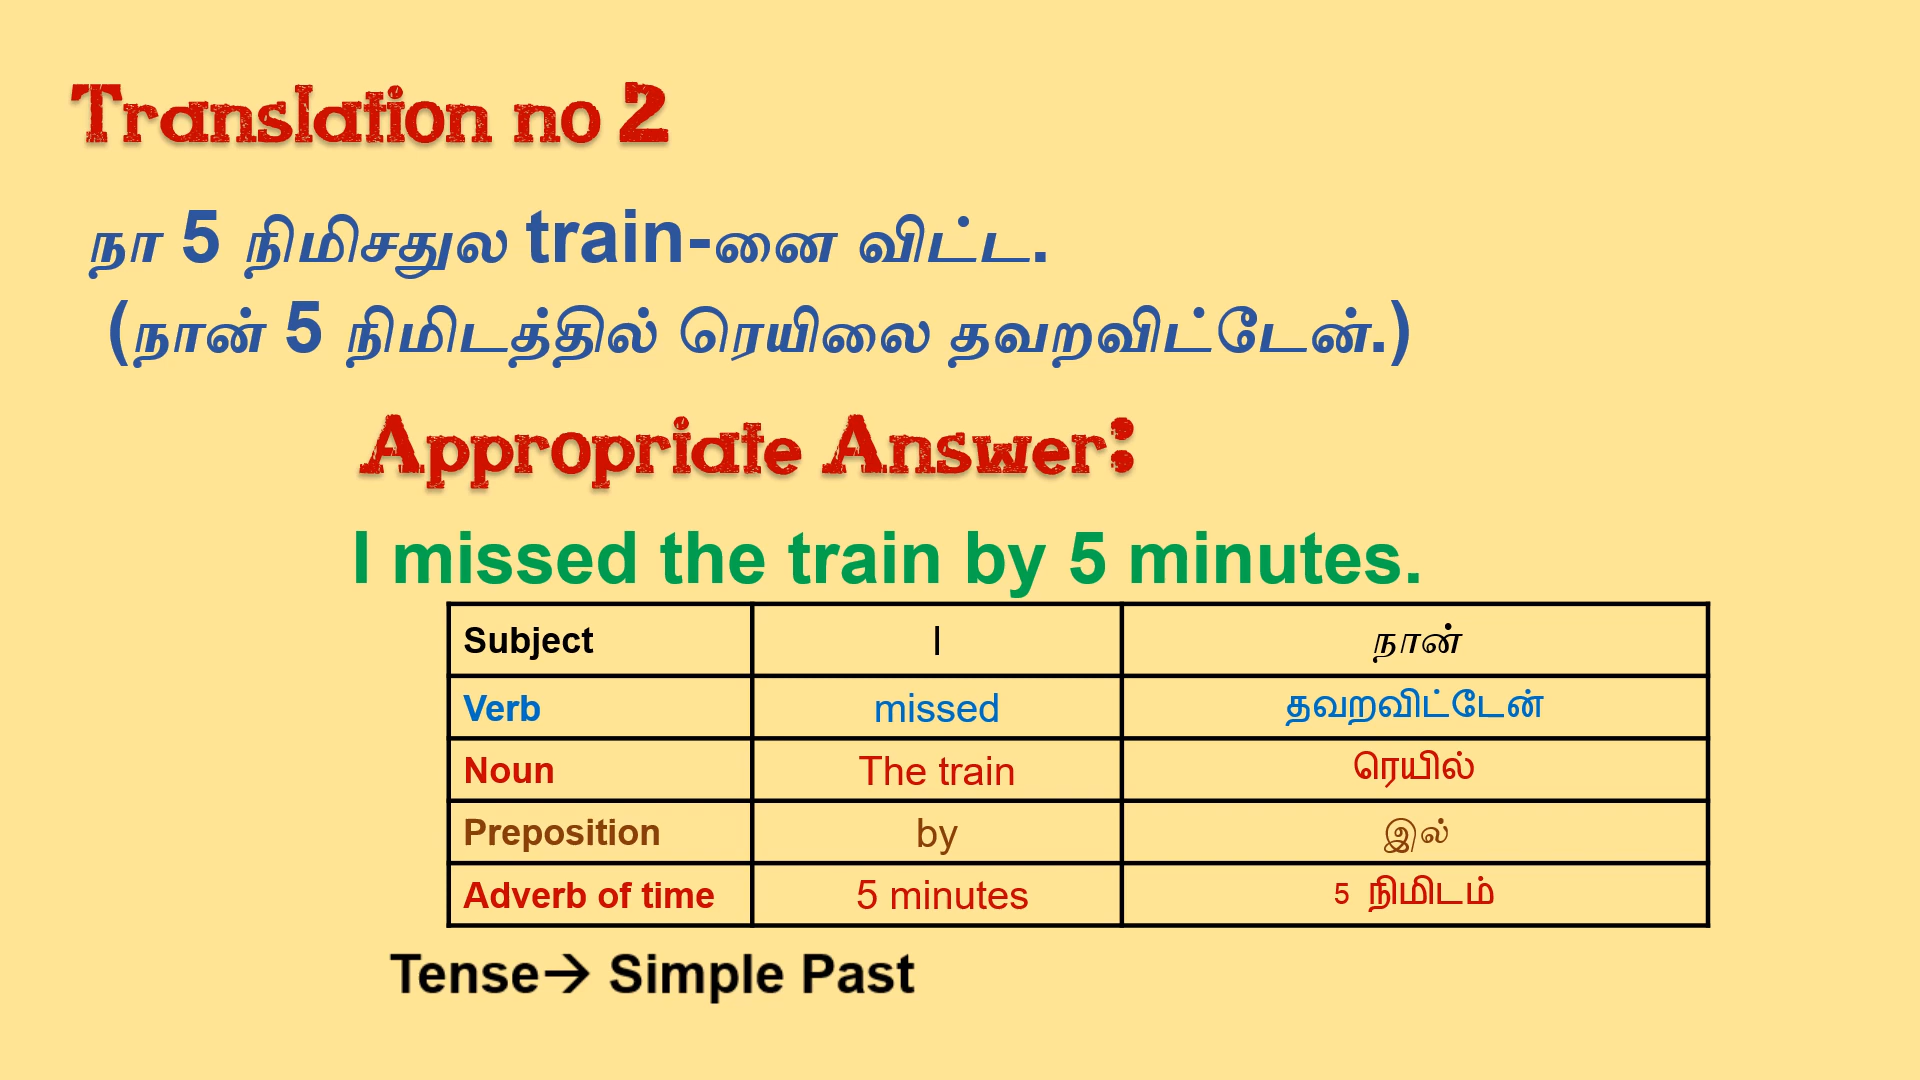 Translation no 2
நா 5 நிமிசதுல train-னை விட்ட.
(நான் 5 நிமிடத்தில் ரெயிலை தவறவிட்டேன்.)
Appropriate Answer:
I missed the train by 5 minutes.
Subject I நான்
Verb missed தவறவிட்டேன்
Noun The train ரெயில்
Preposition by இல்
Adverb of time 5 minutes 5 நிமிடம்
Tense→ Simple Past